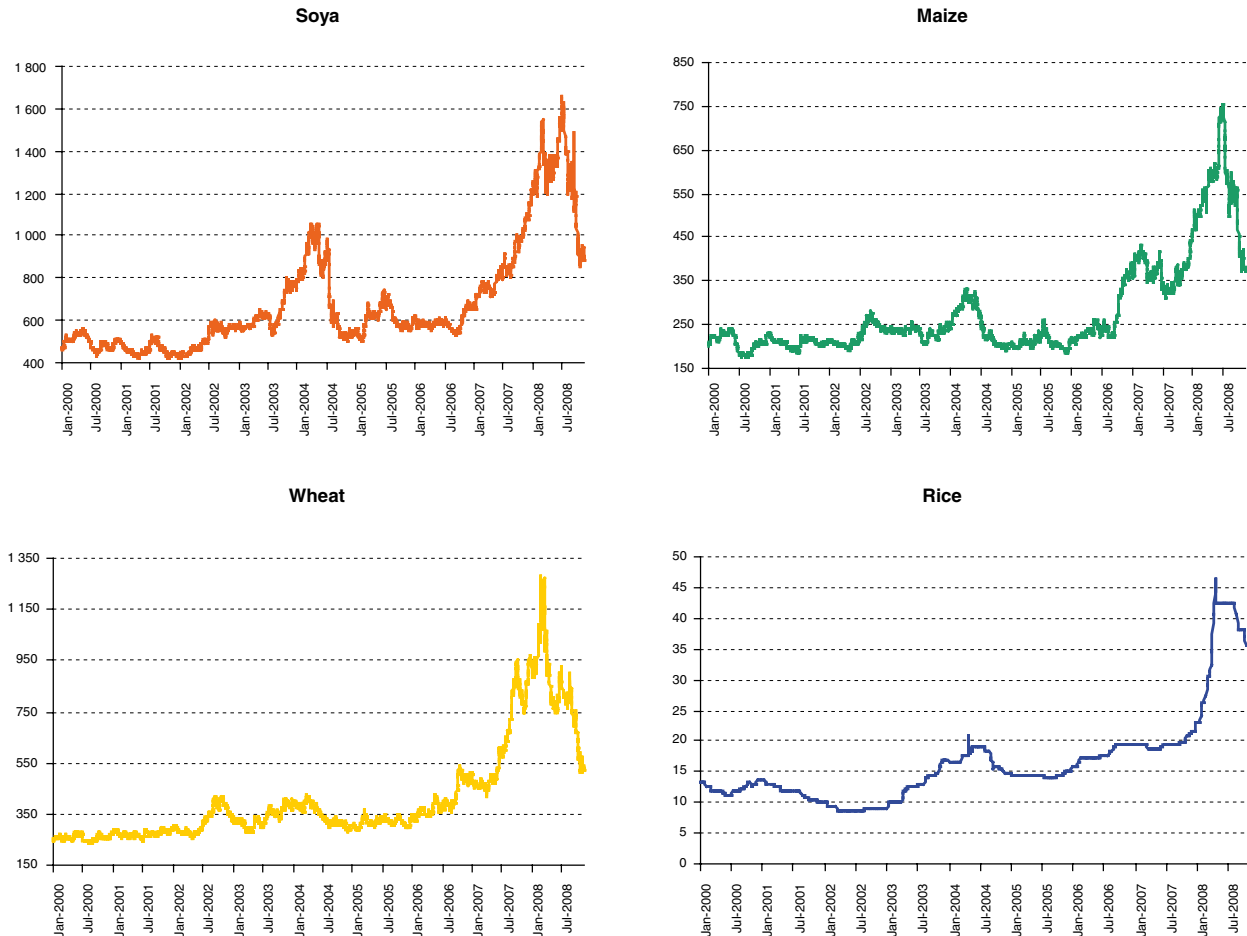 Soya
1 800
1 600
1 400
1 200
1 000
800
600
400
Jan-2000
Jul-2000
Jan-2001
Jul-2001
Jan-2002
Jul-2002
Jan-2003
Jul-2003
Jan-2004
Jul-2004
Jan-2005
Jul-2005
Jan-2006
Jul-2006
Jan-2007
Jul-2007
Jan-2008
Jul-2008
Maize
850
750
650
550
450
350
250
150
Jan-2000
Jul-2000
Jan-2001
Jul-2001
Jan-2002
Jul-2002
Jan-2003
Jul-2003
Jan-2004
Jul-2004
Jan-2005
Jul-2005
Jan-2006
Jul-2006
Jan-2007
Jul-2007
Jan-2008
Jul-2008
Wheat
1 350
1 150
950
750
550
350
150
Jan-2000
Jul-2000
Jan-2001
Jul-2001
Jan-2002
Jul-2002
Jan-2003
Jul-2003
Jan-2004
Jul-2004
Jan-2005
Jul-2005
Jan-2006
Jul-2006
Jan-2007
Jul-2007
Jan-2008
Jul-2008
Rice
50
45
40
35
30
25
20
15
10
5
0
Jan-2000
Jul-2000
Jan-2001
Jul-2001
Jan-2002
Jul-2002
Jan-2003
Jul-2003
Jan-2004
Jul-2004
Jan-2005
Jul-2005
Jan-2006
Jul-2006
Jan-2007
Jul-2007
Jan-2008
Jul-2008